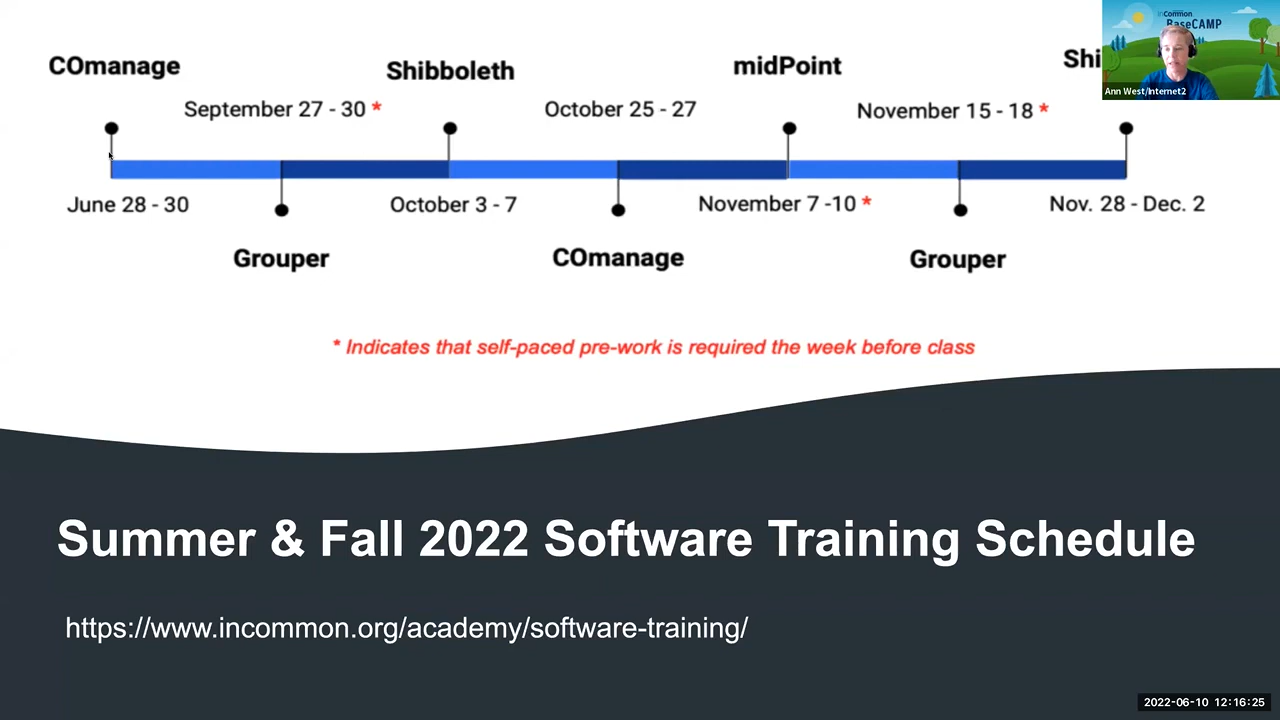 COmanage
Shibboleth
midPoint
Shi
inCommon
BaseCAMP
Ann West/Internet2
September 27 - 30 *
October 25 - 27
November 15 - 18 *
June 28 - 30
October 3 - 7
November 7 -10 *
Nov. 28 - Dec. 2
Grouper
COmanage
Grouper
* Indicates that self-paced pre-work is required the week before class
Summer & Fall 2022 Software Training Schedule
https://www.incommon.org/academy/software-training/
2022-06-10 12:16:25